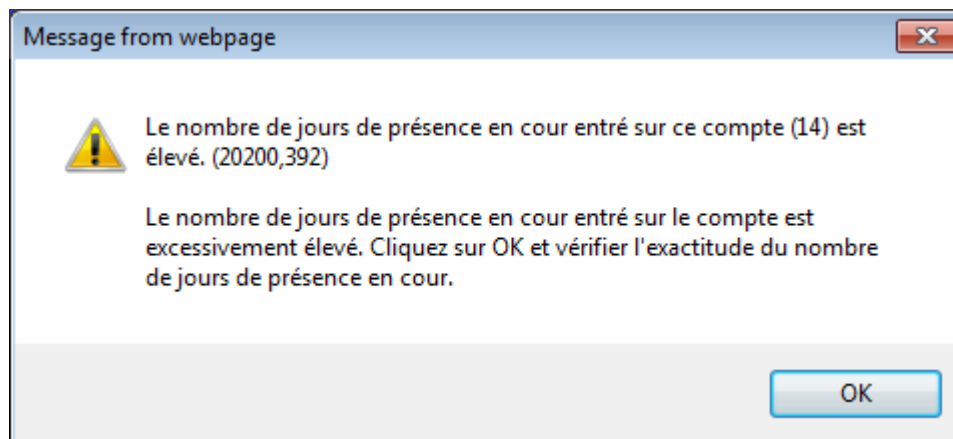 Message from webpage
Le nombre de jours de présence en cour entré sur ce compte (14) est
élevé. (20200,392)
Le nombre de jours de présence en cour entré sur le compte est
excessivement élevé. Cliquez sur OK et vérifier l'exactitude du nombre
de jours de présence en cour.
OK